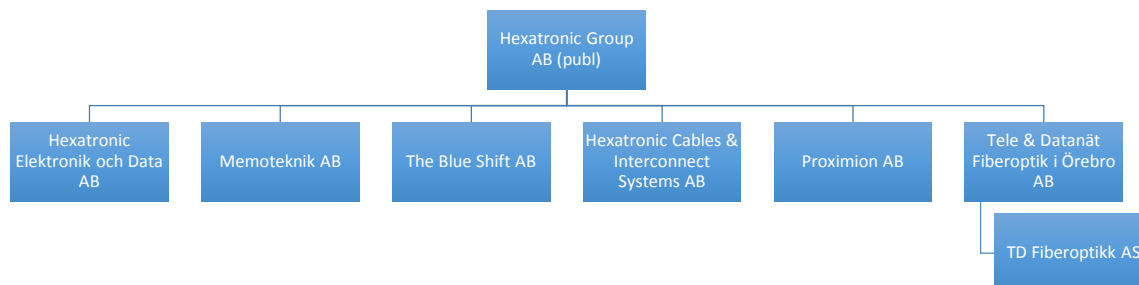 Hexatronic Group
AB (publ)
Hexatronic
Elektronik och Data
AB
Memoteknik AB
The Blue Shift AB
Hexatronic Cables &
Interconnect
Systems AB
Proximion AB
Tele & Datanät
Fiberoptik i Örebro
AB
TD Fiberoptikk AS